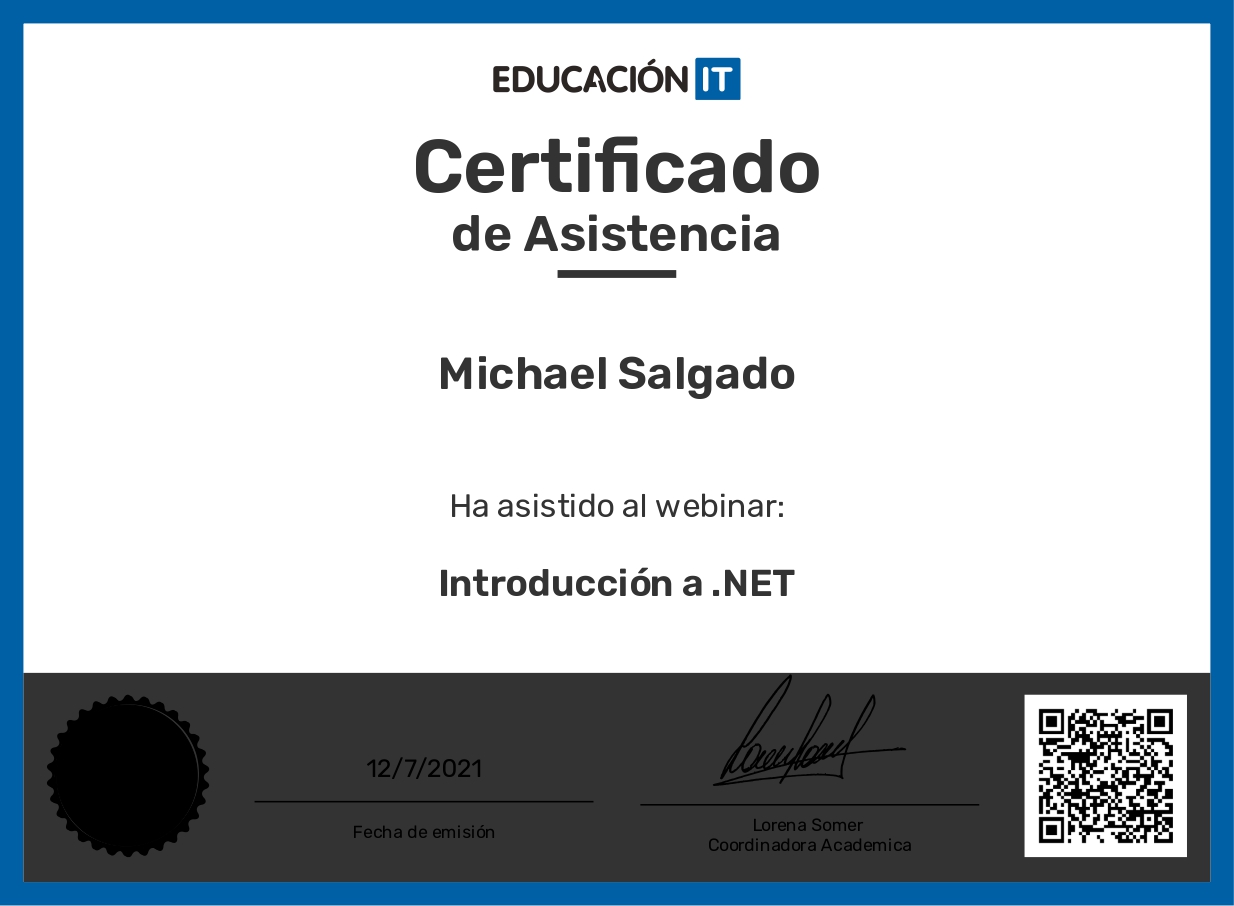 EDUCACIÓN IT
Certificado
de Asistencia
Michael Salgado
Ha asistido al webinar:
Introducción a .NET
12/7/2021
Fecha de emisión
Lorena Somer
Coordinadora Academica